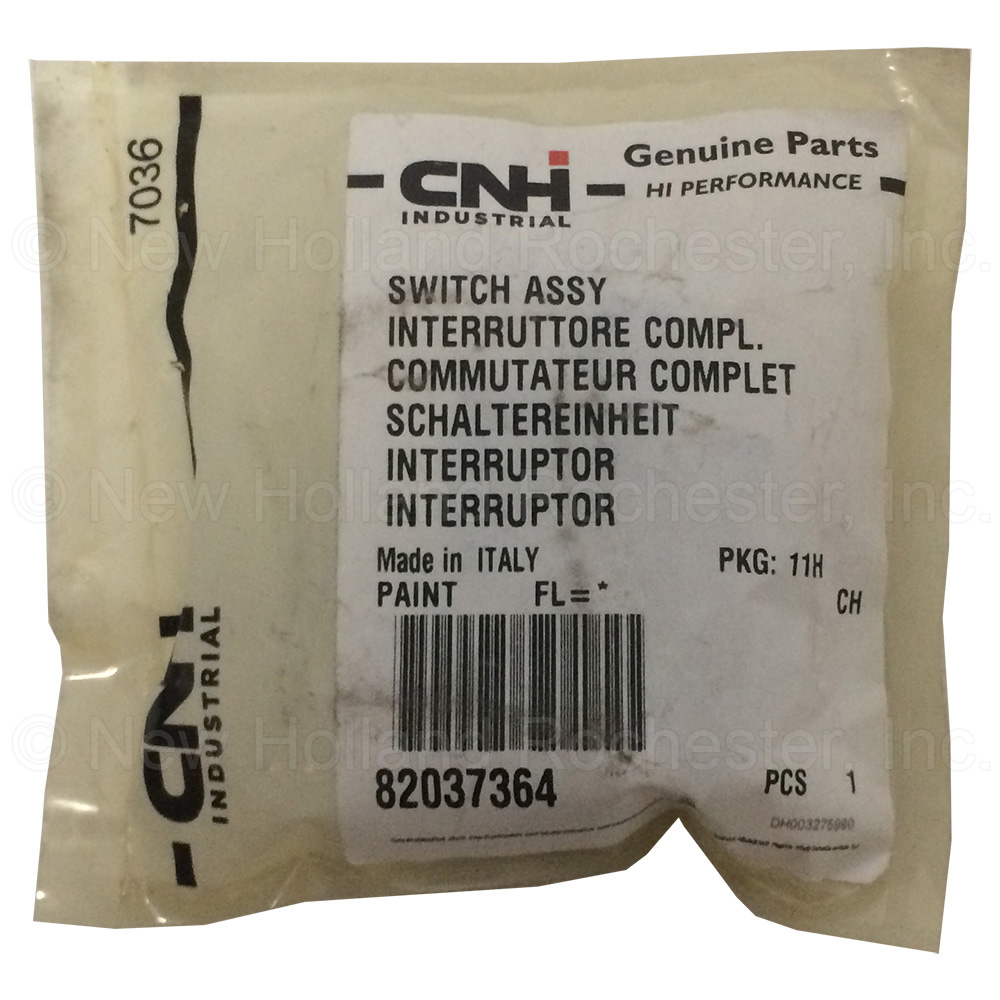 7036
CNH
INDUSTRIAL
Genuine Parts
HI PERFORMANCE
© New Holland Rochester, Inc.
SWITCH ASSY
INTERRUTTORE COMPL.
COMMUTATEUR COMPLET
SCHALTEREINHEIT
INTERRUPTOR
© New Holland Rochester, Inc.
INTERRUPTOR
Made in ITALY PKG: 11H
PAINT FL=* CH
CNH
INDUSTRIAL
© New Holland Rochester, Inc.
82037364 PCS 1
DH003275980